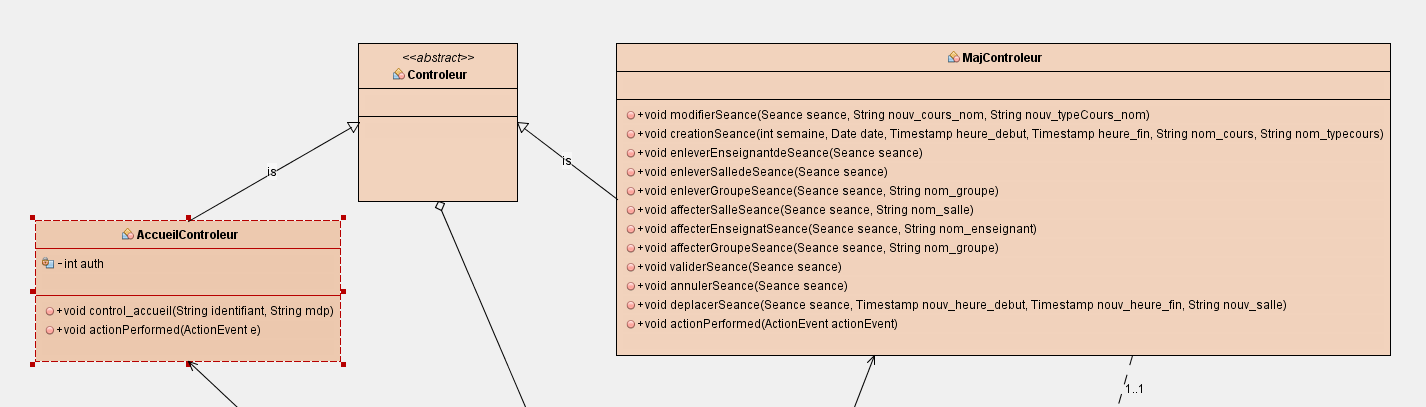 <<abstract>>
Controleur
MajControleur
+void modifierSeance(Seance seance, String nouv_cours_nom, String nouv_typeCours_nom)
+void creationSeance(int semaine, Date date, Timestamp heure_debut, Timestamp heure_fin, String nom_cours, String nom_typecours)
+void enleverEnseignantdeSeance(Seance seance)
+void enleverSalledeSeance(Seance seance)
+void enleverGroupeSeance(Seance seance, String nom_groupe)
+void affecterSalleSeance(Seance seance, String nom_salle)
+void affecterEnseignatSeance(Seance seance, String nom_enseignant)
+void affecterGroupeSeance(Seance seance, String nom_groupe)
+void validerSeance(Seance seance)
+void annulerSeance(Seance seance)
+void deplacerSeance(Seance seance, Timestamp nouv_heure_debut, Timestamp nouv_heure_fin, String nouv_salle)
+void actionPerformed(ActionEvent actionEvent)
is
is
AccueilControleur
-int auth
+void control_accueil(String identifiant, String mdp)
+void actionPerformed(ActionEvent e)
1..1